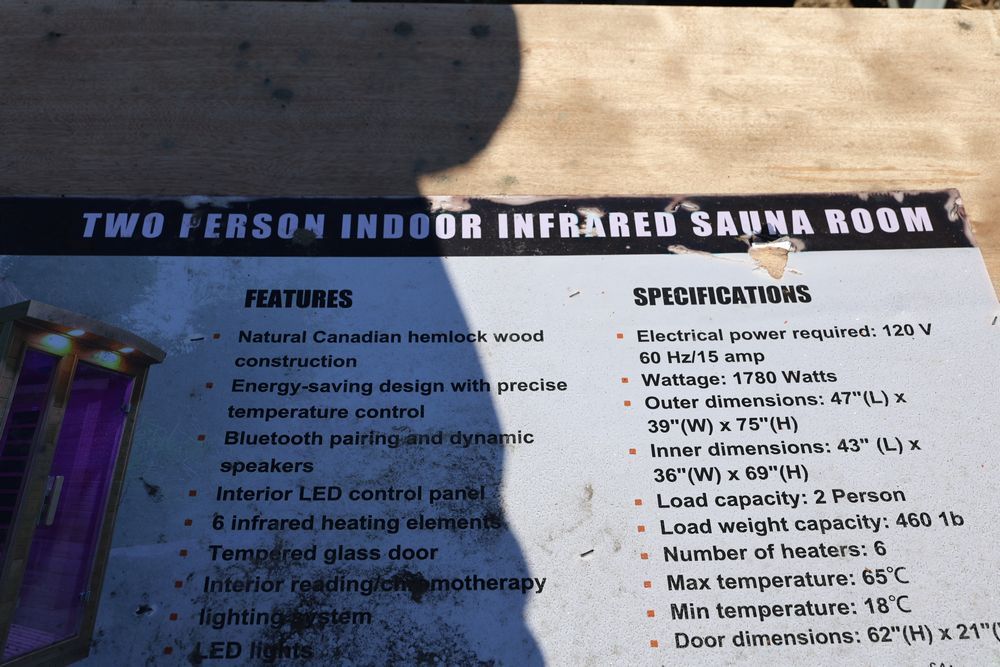 TWO PERSON INDOOR INFRARED SAUNA ROOM
FEATURES
Natural Canadian hemlock wood
construction
Energy-saving design with precise
temperature control
Bluetooth pairing and dynamic
speakers
Interior LED control panel
6 infrared heating elements
Tempered glass door
Interior reading/chromotherapy
lighting system
LED lights
SPECIFICATIONS
Electrical power required: 120 V
60 Hz/15 amp
Wattage: 1780 Watts
Outer dimensions: 47"(L) x
39"(W) x 75"(H)
Inner dimensions: 43" (L) x
36"(W) x 69"(H)
Load capacity: 2 Person
Load weight capacity: 460 1b
Number of heaters: 6
Max temperature: 65℃
Min temperature: 18℃
Door dimensions: 62"(H) x 21"(